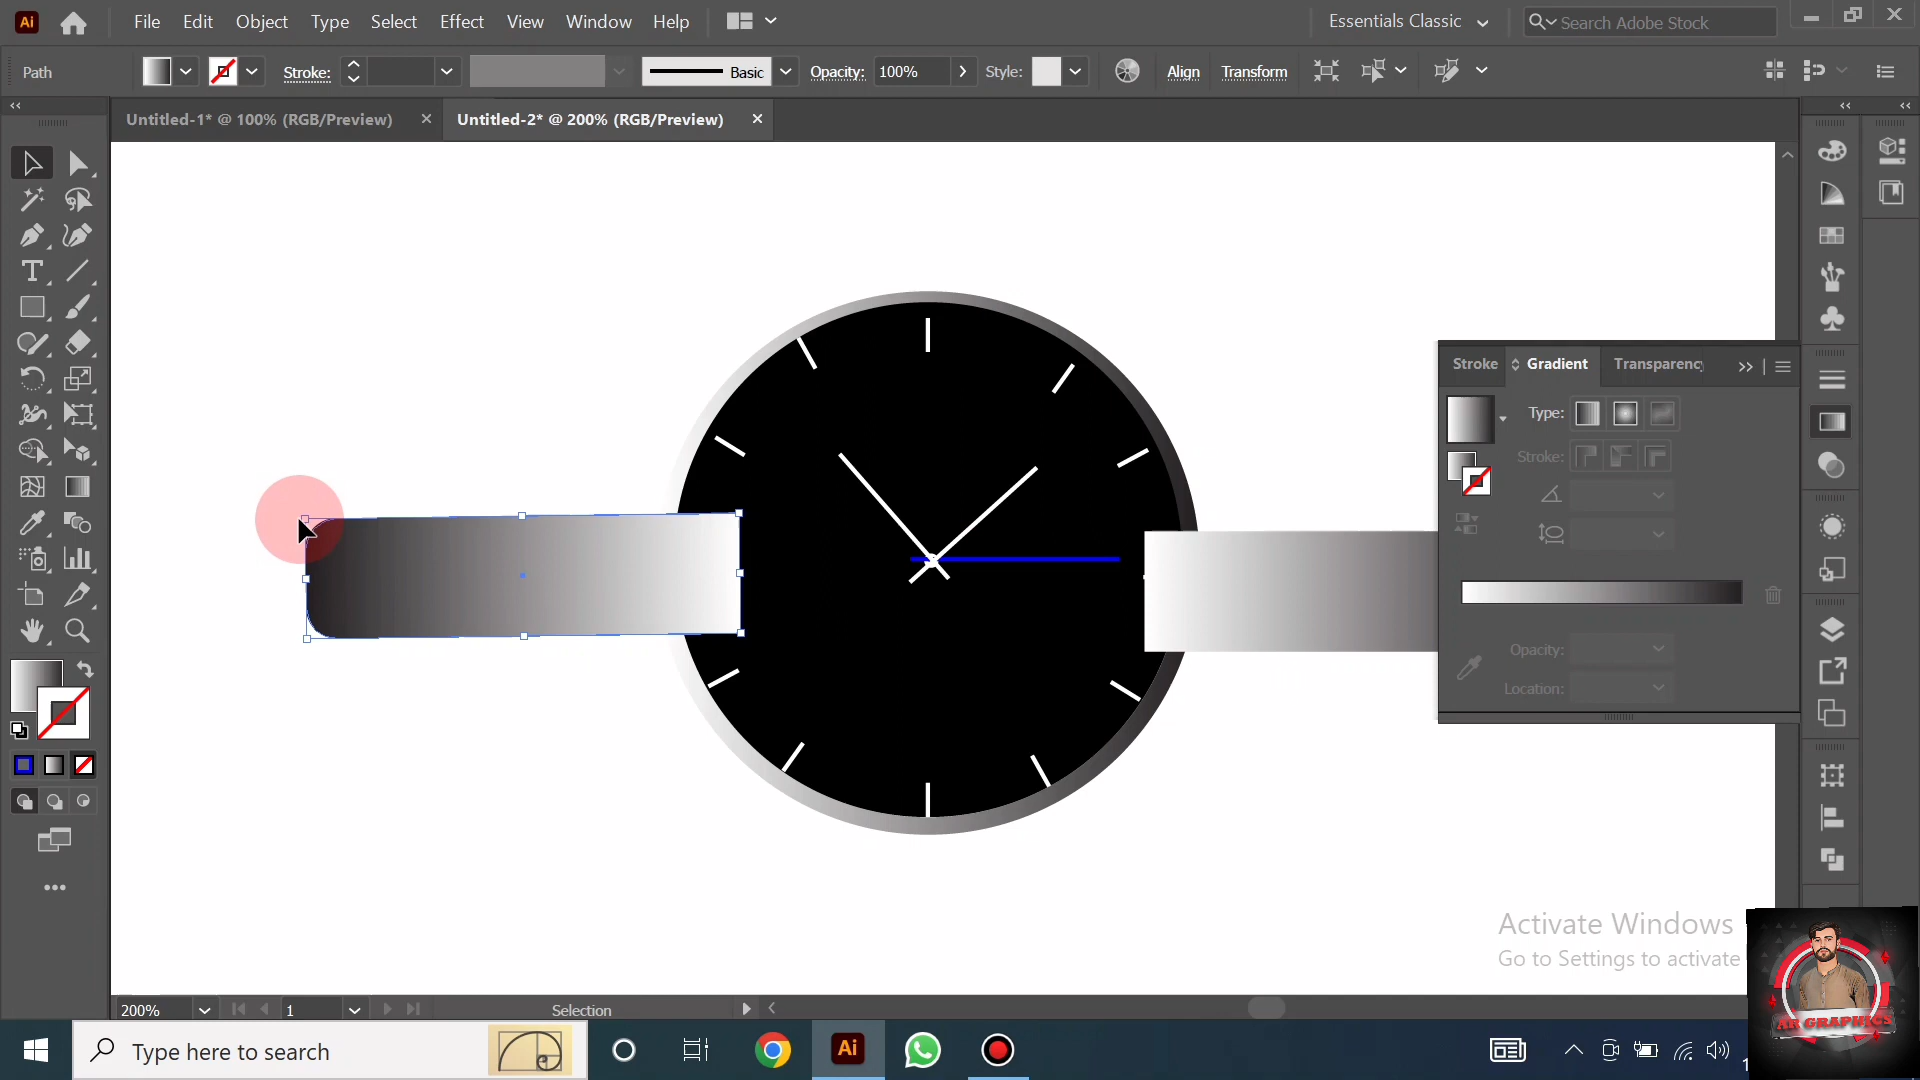 Ai File Edit Object Type Select Effect View Window Help Essentials Classic Search Adobe Stock
Path Stroke: Basic Opacity: 100% Style: Align Transform
Untitled-1* @ 100% (RGB/Preview) Untitled-2* @ 200% (RGB/Preview)
Stroke Gradient Transparency
Type:
Stroke:
Opacity:
Location:
Activate Windows
Go to Settings to activate
AR GRAPHICS
200% 1 Selection
Type here to search Ai